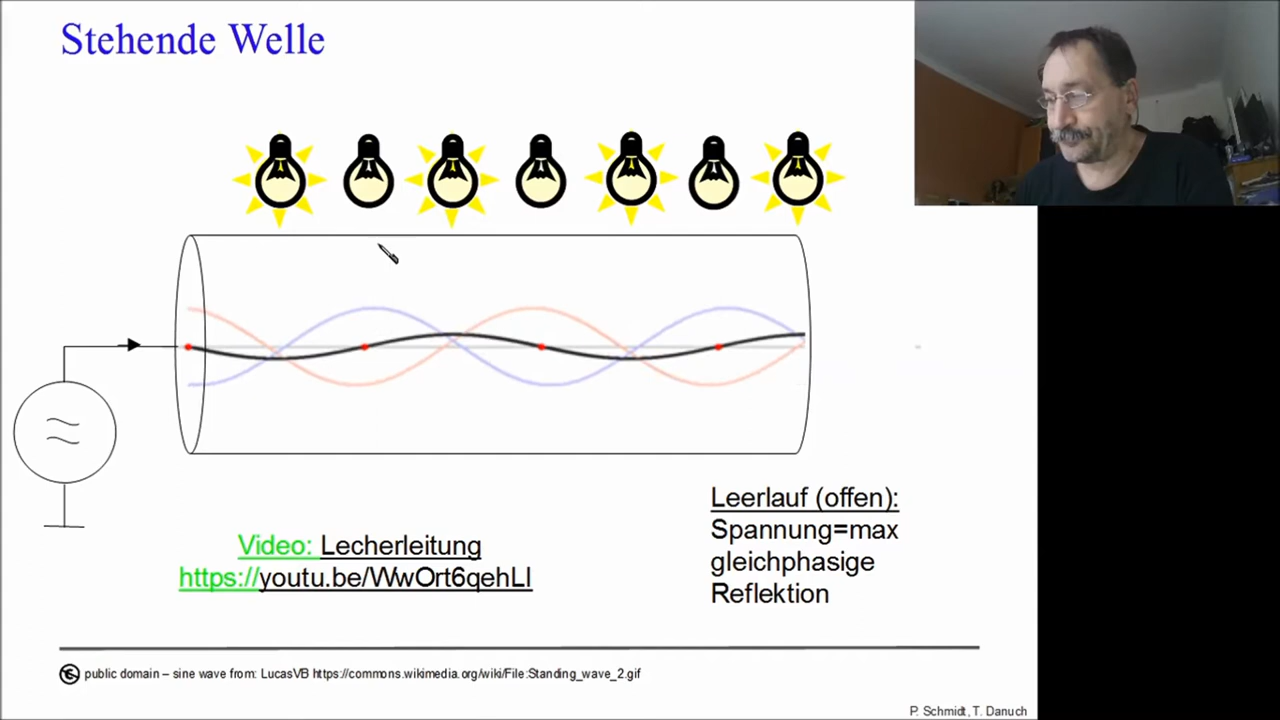 Stehende Welle
Video: Lecherleitung
https://youtu.be/WwOrt6qehLI
Leerlauf (offen):
Spannung=max
gleichphasige
Reflektion
public domain – sine wave from: LucasVB https://commons.wikimedia.org/wiki/File:Standing_wave_2.gif
P. Schmidt, T. Danuch